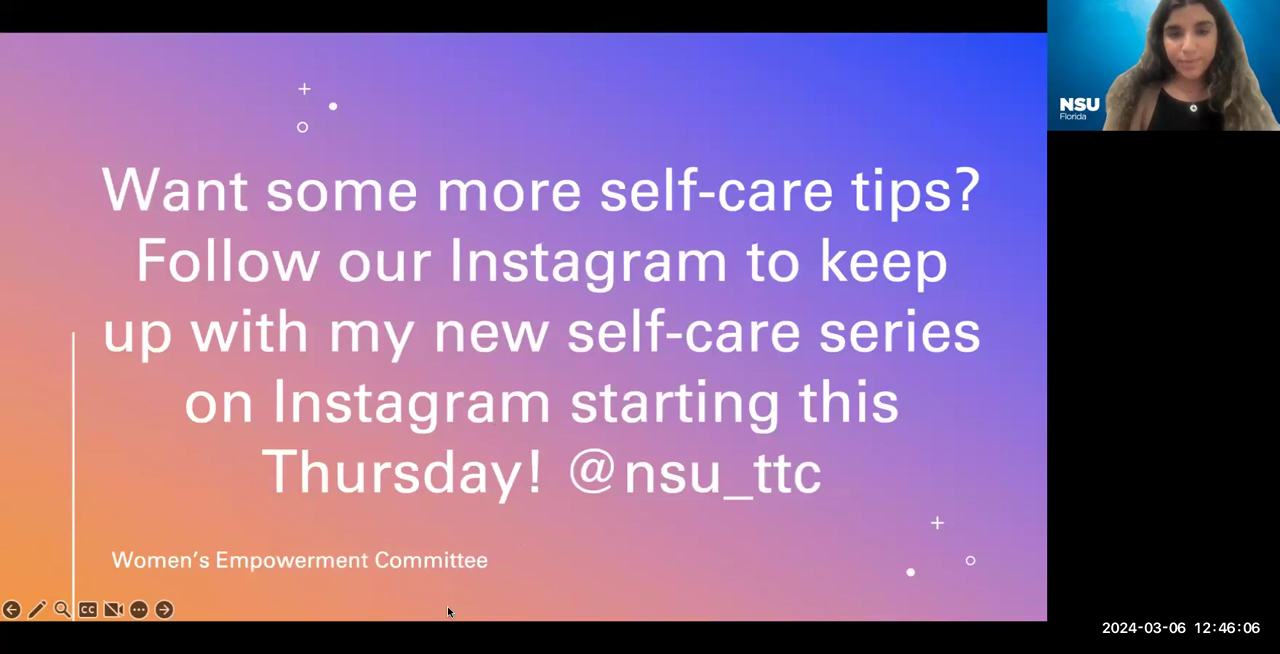 Want some more self-care tips?
Follow our Instagram to keep
up with my new self-care series
on Instagram starting this
Thursday! @nsu_ttc
Women's Empowerment Committee
CC
NSU
Florida
2024-03-06 12:46:06